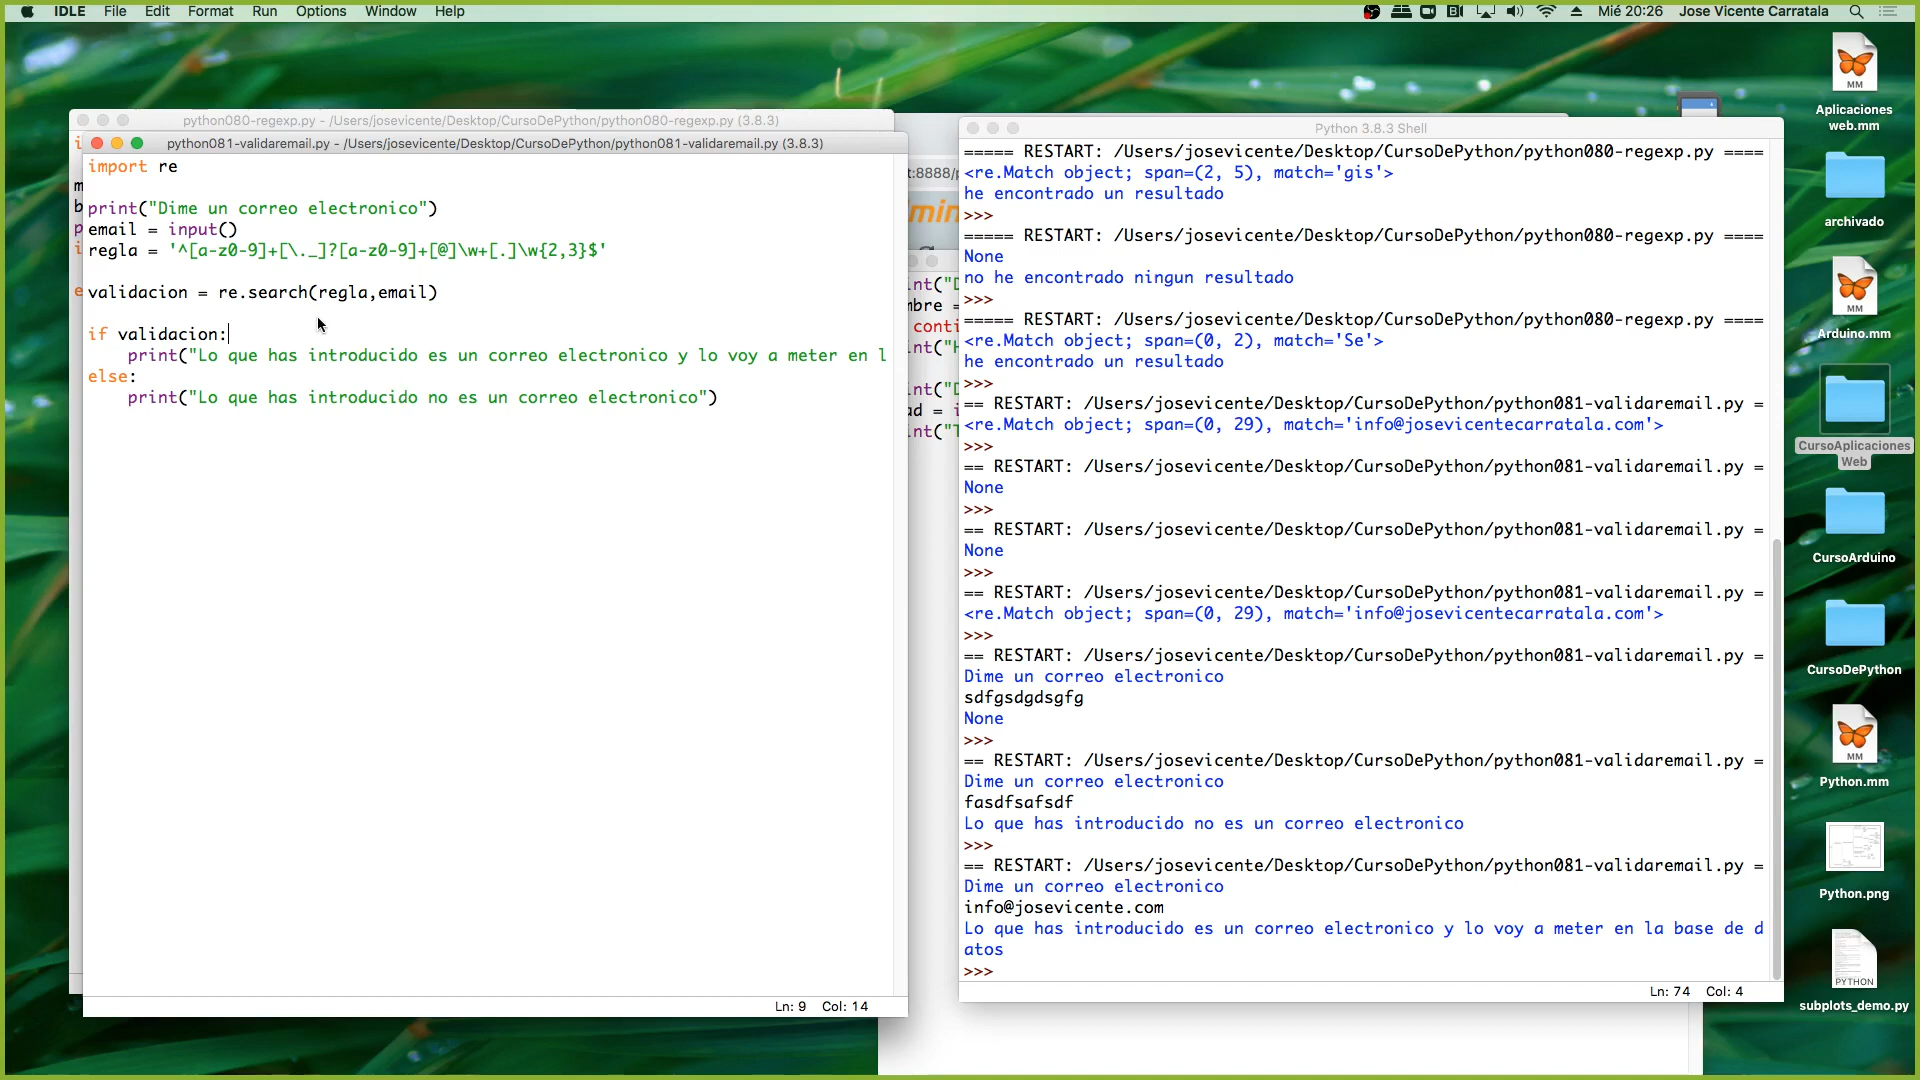 IDLE File Edit Format Run Options Window Help
Mié 20:26 Jose Vicente Carratala
python080-regexp.py - /Users/josevicente/Desktop/CursoDePython/python080-regexp.py (3.8.3)
python081-validaremail.py - /Users/josevicente/Desktop/CursoDePython/python081-validaremail.py (3.8.3)
import re
print("Dime un correo electronico")
email = input()
regla = '^[a-z0-9]+[\._]?[a-z0-9]+[@]\w+[.]\w{2,3}$'
validacion = re.search(regla,email)
if validacion:
print("Lo que has introducido es un correo electronico y lo voy a meter en l
else:
print("Lo que has introducido no es un correo electronico")
Ln: 9 Col: 14
Python 3.8.3 Shell
===== RESTART: /Users/josevicente/Desktop/CursoDePython/python080-regexp.py ====
<re.Match object; span=(2, 5), match='gis'>
he encontrado un resultado
>>>
===== RESTART: /Users/josevicente/Desktop/CursoDePython/python080-regexp.py ====
None
no he encontrado ningun resultado
>>>
===== RESTART: /Users/josevicente/Desktop/CursoDePython/python080-regexp.py ====
<re.Match object; span=(0, 2), match='Se'>
he encontrado un resultado
>>>
== RESTART: /Users/josevicente/Desktop/CursoDePython/python081-validaremail.py =
<re.Match object; span=(0, 29), match='info@josevicentecarratala.com'>
>>>
== RESTART: /Users/josevicente/Desktop/CursoDePython/python081-validaremail.py =
None
>>>
== RESTART: /Users/josevicente/Desktop/CursoDePython/python081-validaremail.py =
None
>>>
== RESTART: /Users/josevicente/Desktop/CursoDePython/python081-validaremail.py =
<re.Match object; span=(0, 29), match='info@josevicentecarratala.com'>
>>>
== RESTART: /Users/josevicente/Desktop/CursoDePython/python081-validaremail.py =
Dime un correo electronico
sdfgsdgdsgfg
None
>>>
== RESTART: /Users/josevicente/Desktop/CursoDePython/python081-validaremail.py =
Dime un correo electronico
fasdfsafsdf
Lo que has introducido no es un correo electronico
>>>
== RESTART: /Users/josevicente/Desktop/CursoDePython/python081-validaremail.py =
Dime un correo electronico
info@josevicente.com
Lo que has introducido es un correo electronico y lo voy a meter en la base de d
atos
>>>
Ln: 74 Col: 4
MM
Aplicaciones
web.mm
archivado
MM
Arduino.mm
CursoAplicaciones
Web
CursoArduino
CursoDePython
MM
Python.mm
Python.png
PYTHON
subplots_demo.py